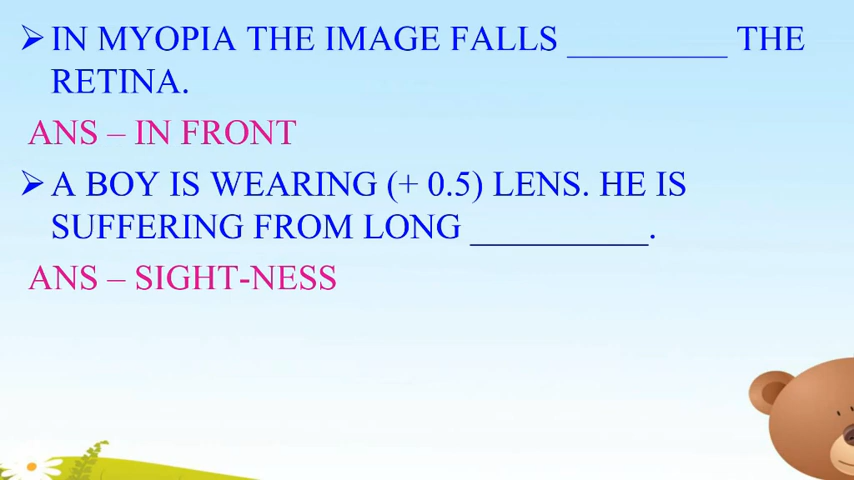 ➢ IN MYOPIA THE IMAGE FALLS _________ THE
RETINA.
ANS – IN FRONT
➢ A BOY IS WEARING (+ 0.5) LENS. HE IS
SUFFERING FROM LONG __________.
ANS – SIGHT-NESS